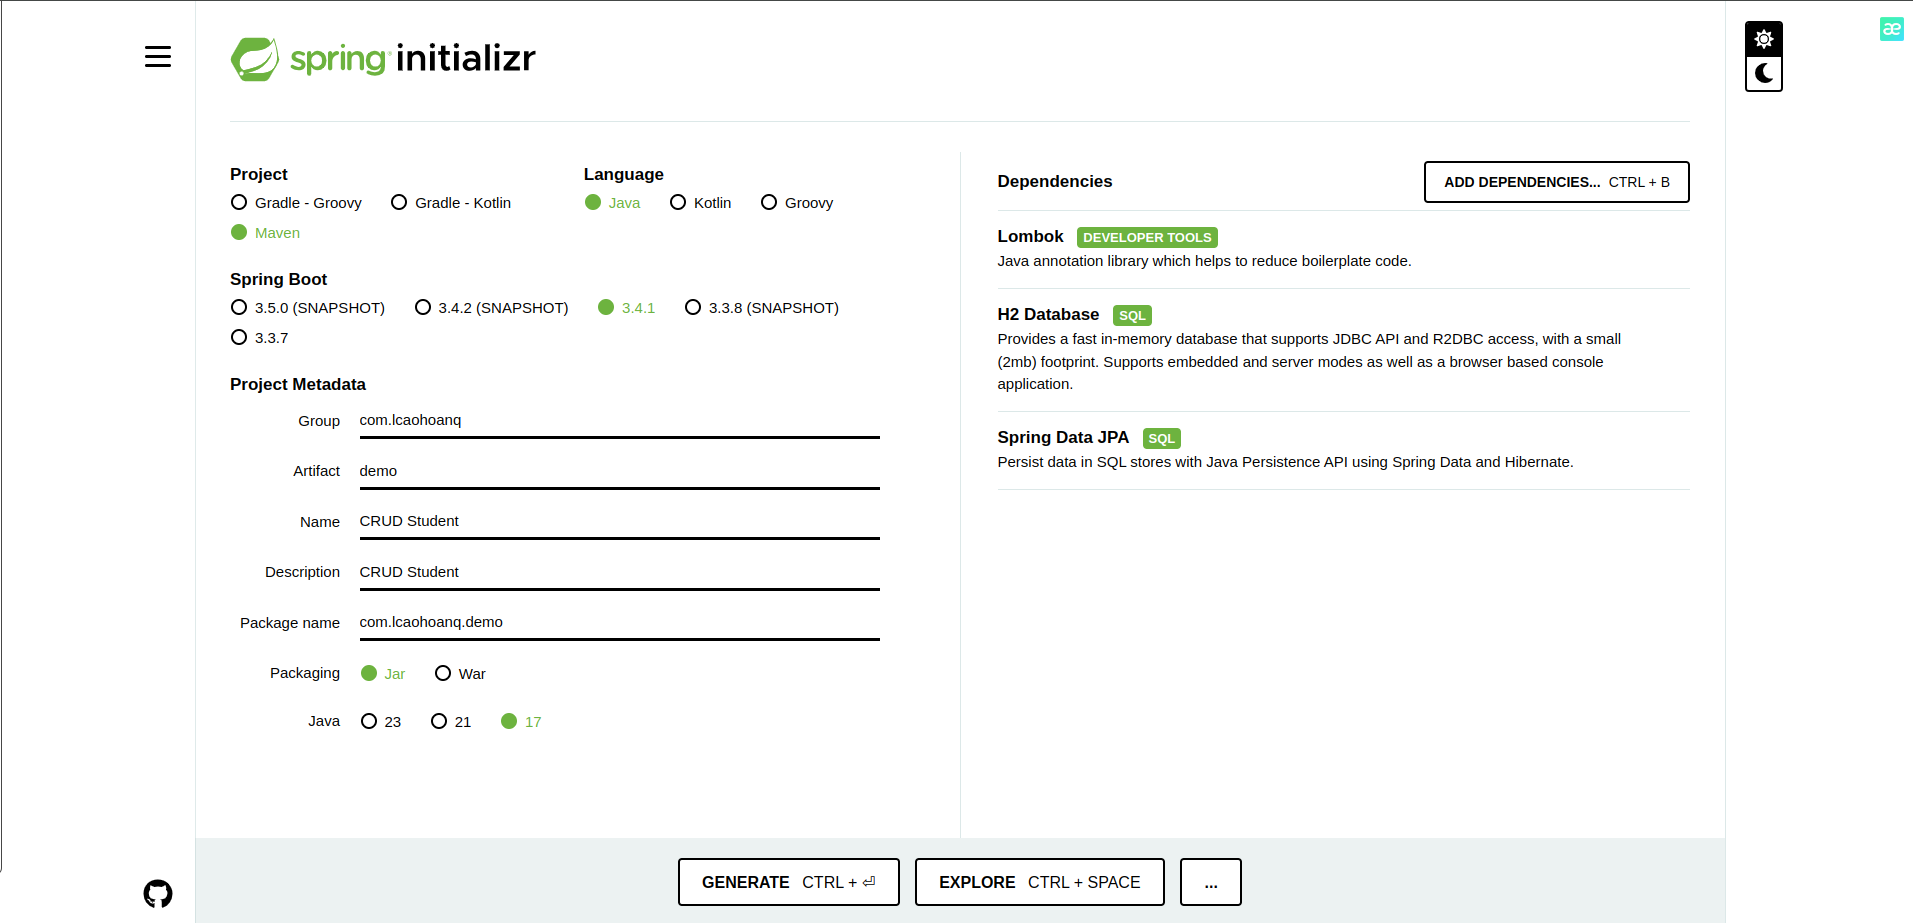 spring initializr
æ
Project
Gradle - Groovy Gradle - Kotlin
Maven
Language
Java Kotlin Groovy
Spring Boot
3.5.0 (SNAPSHOT) 3.4.2 (SNAPSHOT) 3.4.1 3.3.8 (SNAPSHOT)
3.3.7
Project Metadata
Group com.lcaohoanq
Artifact demo
Name CRUD Student
Description CRUD Student
Package name com.lcaohoanq.demo
Packaging Jar War
Java 23 21 17
Dependencies ADD DEPENDENCIES... CTRL + B
Lombok DEVELOPER TOOLS
Java annotation library which helps to reduce boilerplate code.
H2 Database SQL
Provides a fast in-memory database that supports JDBC API and R2DBC access, with a small
(2mb) footprint. Supports embedded and server modes as well as a browser based console
application.
Spring Data JPA SQL
Persist data in SQL stores with Java Persistence API using Spring Data and Hibernate.
GENERATE CTRL + ⏎ EXPLORE CTRL + SPACE ...